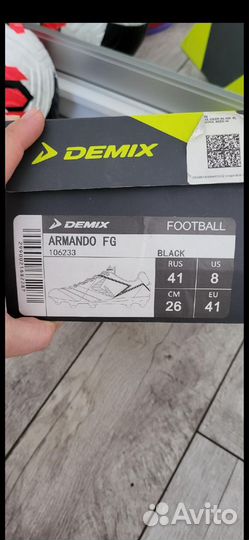 DEMIX
DEMIX
FOOTBALL
ARMANDO FG
106233
BLACK
RUS
US
41
8
CM
EU
26
41
Avito